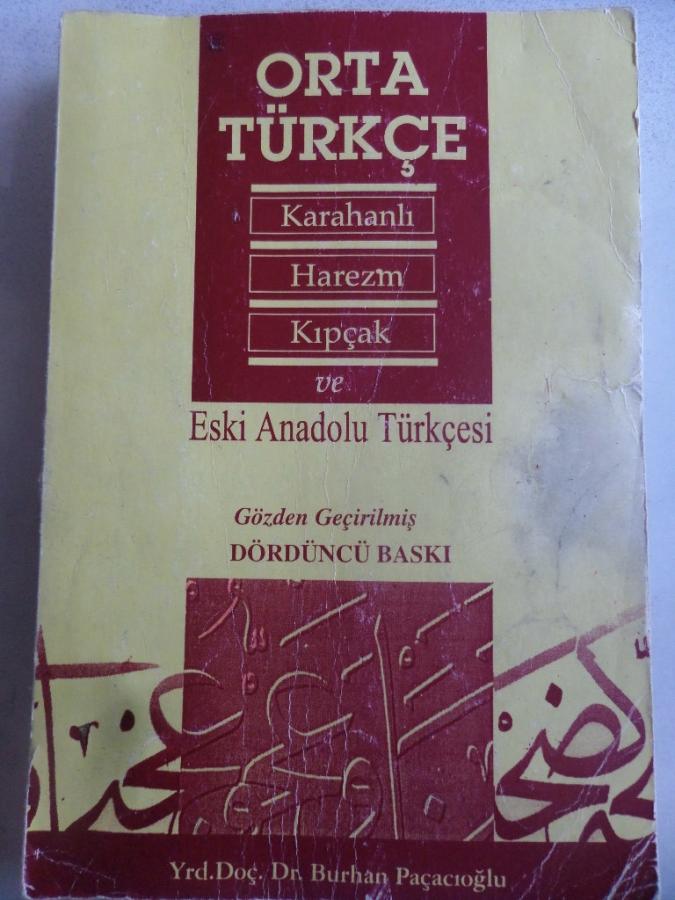 ORTA
TÜRKÇE
Karahanlı
Harezm
Kıpçak
ve
Eski Anadolu Türkçesi
Gözden Geçirilmiş
DÖRDÜNCÜ BASKI
Yrd.Doç. Dr. Burhan Paçacıoğlu